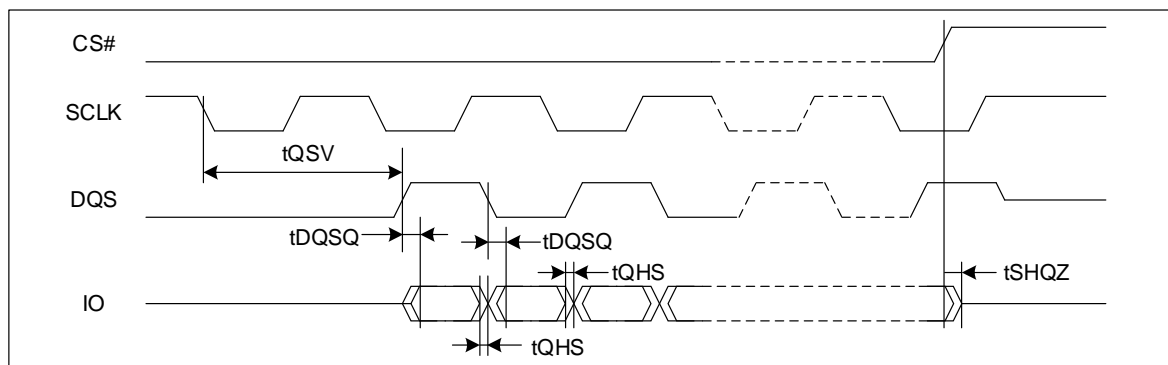 CS#
SCLK
tQSV
DQS
tDQSQ
tDQSQ
tQHS
tSHQZ
IO
tQHS